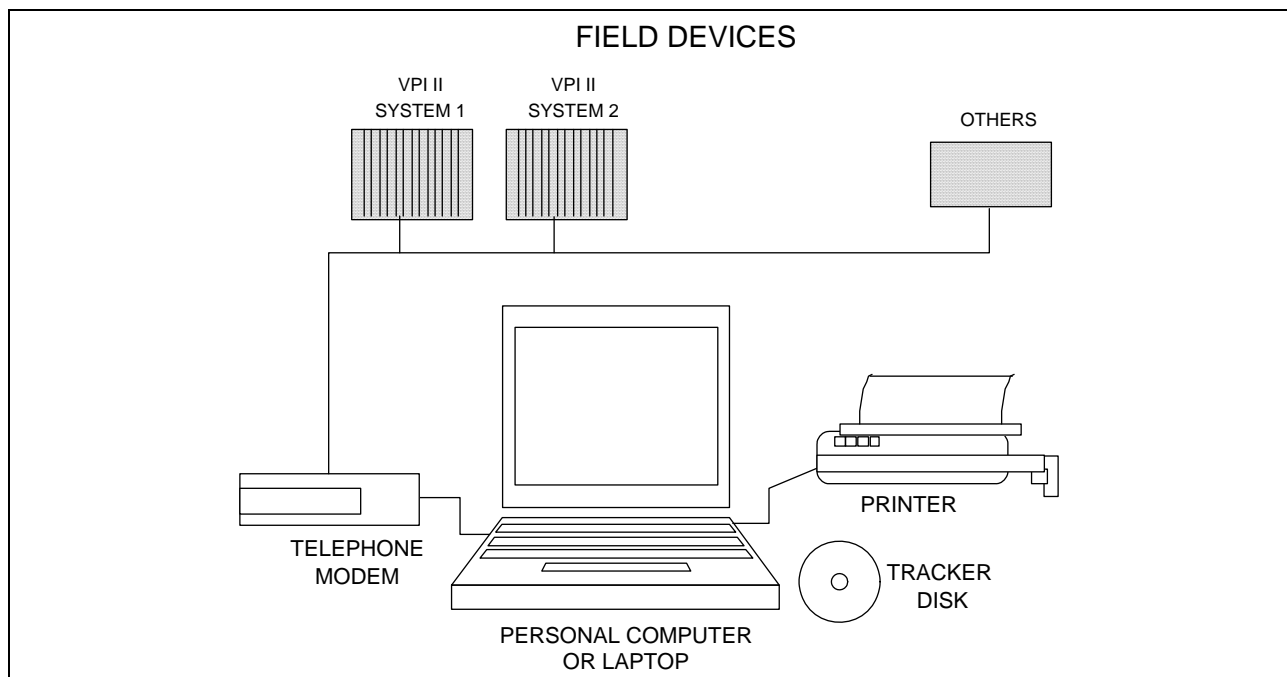 FIELD DEVICES
VPI II
SYSTEM 1
VPI II
SYSTEM 2
OTHERS
PRINTER
TELEPHONE
MODEM
TRACKER
DISK
PERSONAL COMPUTER
OR LAPTOP